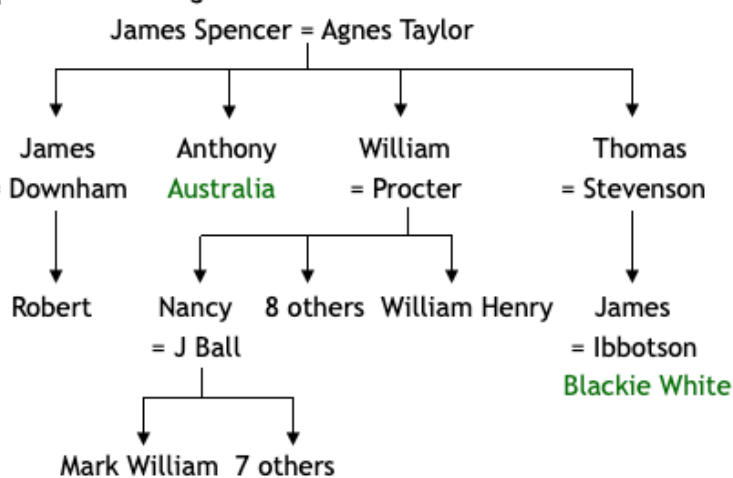 James Spencer = Agnes Taylor
James Anthony William Thomas
= Downham Australia = Procter = Stevenson
Robert Nancy 8 others William Henry James
= J Ball = Ibbotson
Blackie White
Mark William 7 others